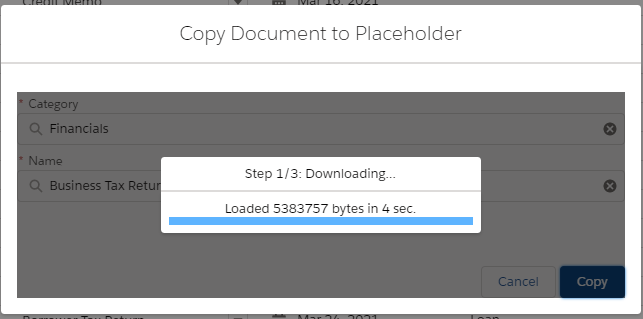 Credit Memo Mar 16, 2021
Copy Document to Placeholder
* Category
Financials
* Name
Business Tax Retur
Step 1/3: Downloading...
Loaded 5383757 bytes in 4 sec.
Cancel Copy
Borrower Tax Return Mar 24, 2021 Loan